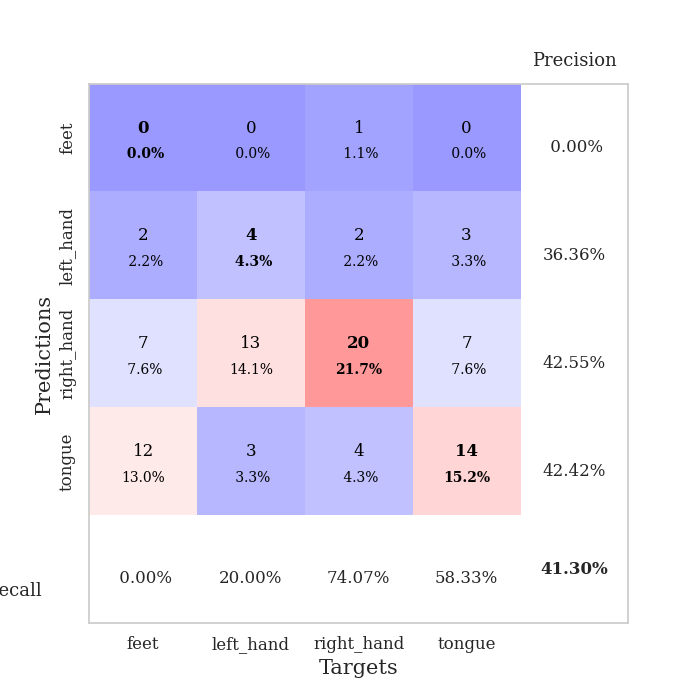 Precision
feet
0 0 1 0
0.0% 0.0% 1.1% 0.0%
0.00%
left_hand
2 4 2 3
2.2% 4.3% 2.2% 3.3%
36.36%
right_hand
7 13 20 7
7.6% 14.1% 21.7% 7.6%
42.55%
tongue
12 3 4 14
13.0% 3.3% 4.3% 15.2%
42.42%
Predictions
ecall
0.00% 20.00% 74.07% 58.33% 41.30%
feet left_hand right_hand tongue
Targets